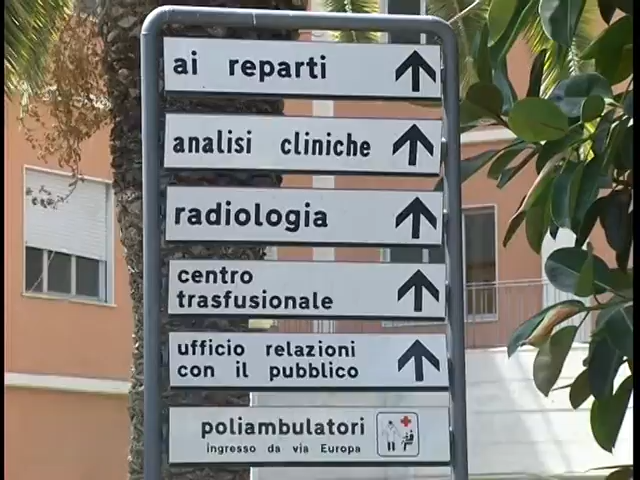 ai reparti
analisi cliniche
radiologia
centro
trasfusionale
ufficio relazioni
con il pubblico
poliambulatori
ingresso da via Europa